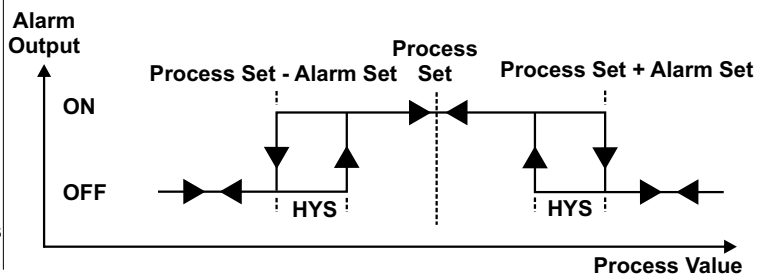 Alarm
Output
Process
Set
Process Set - Alarm Set
Process Set + Alarm Set
ON
OFF
HYS
HYS
Process Value